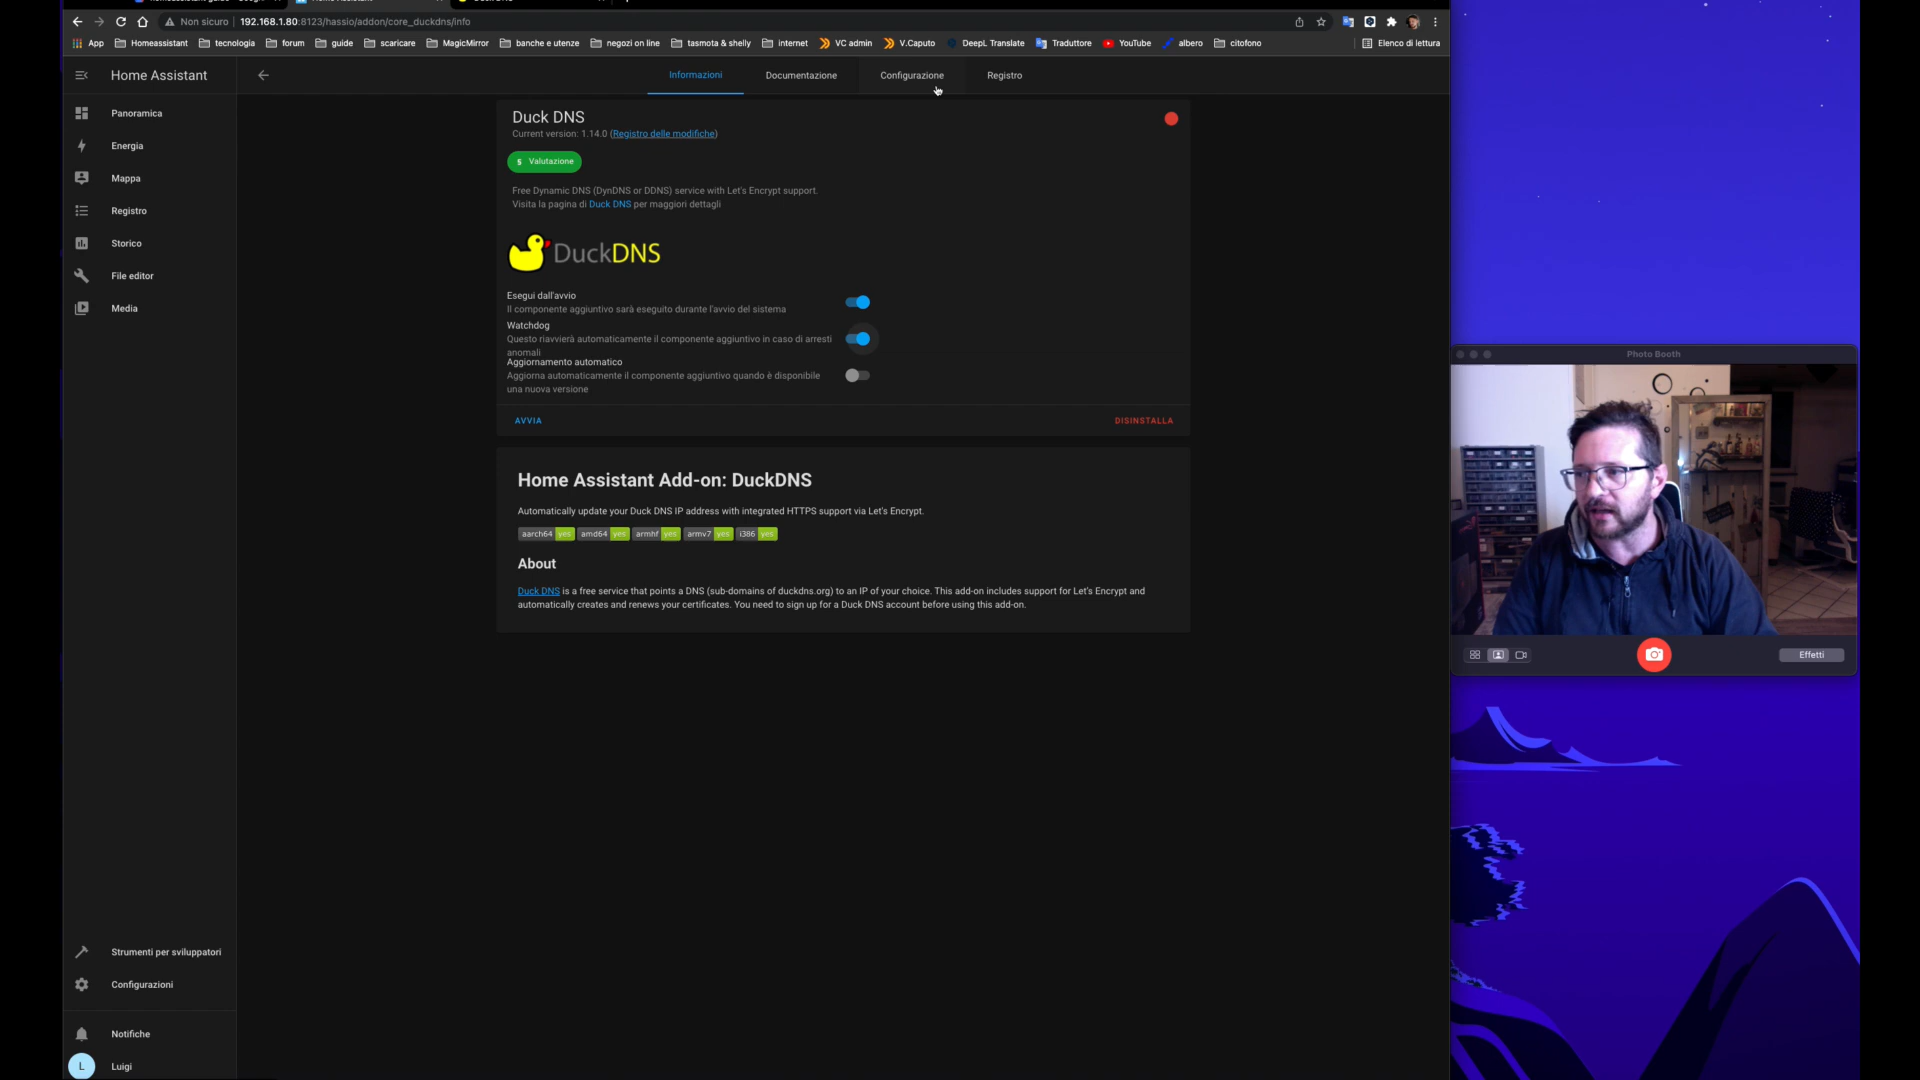 Non sicuro 192.168.1.80:8123/hassio/addon/core_duckdns/info
App Homeassistant tecnologia forum guide scaricare MagicMirror banche e utenze negozi on line tasmota & shelly internet VC admin V.Caputo DeepL Translate Traduttore YouTube albero citofono Elenco di lettura
Home Assistant
Informazioni Documentazione Configurazione Registro
Panoramica
Energia
Mappa
Registro
Storico
File editor
Media
Strumenti per sviluppatori
Configurazioni
Notifiche
L Luigi
Duck DNS
Current version: 1.14.0 (Registro delle modifiche)
5 Valutazione
Free Dynamic DNS (DynDNS or DDNS) service with Let's Encrypt support.
Visita la pagina di Duck DNS per maggiori dettagli
DuckDNS
Esegui dall'avvio
Il componente aggiuntivo sarà eseguito durante l'avvio del sistema
Watchdog
Questo riavvierà automaticamente il componente aggiuntivo in caso di arresti
anomali
Aggiornamento automatico
Aggiorna automaticamente il componente aggiuntivo quando è disponibile
una nuova versione
AVVIA DISINSTALLA
Home Assistant Add-on: DuckDNS
Automatically update your Duck DNS IP address with integrated HTTPS support via Let's Encrypt.
aarch64 yes amd64 yes armhf yes armv7 yes i386 yes
About
Duck DNS is a free service that points a DNS (sub-domains of duckdns.org) to an IP of your choice. This add-on includes support for Let's Encrypt and
automatically creates and renews your certificates. You need to sign up for a Duck DNS account before using this add-on.
Photo Booth
Effetti